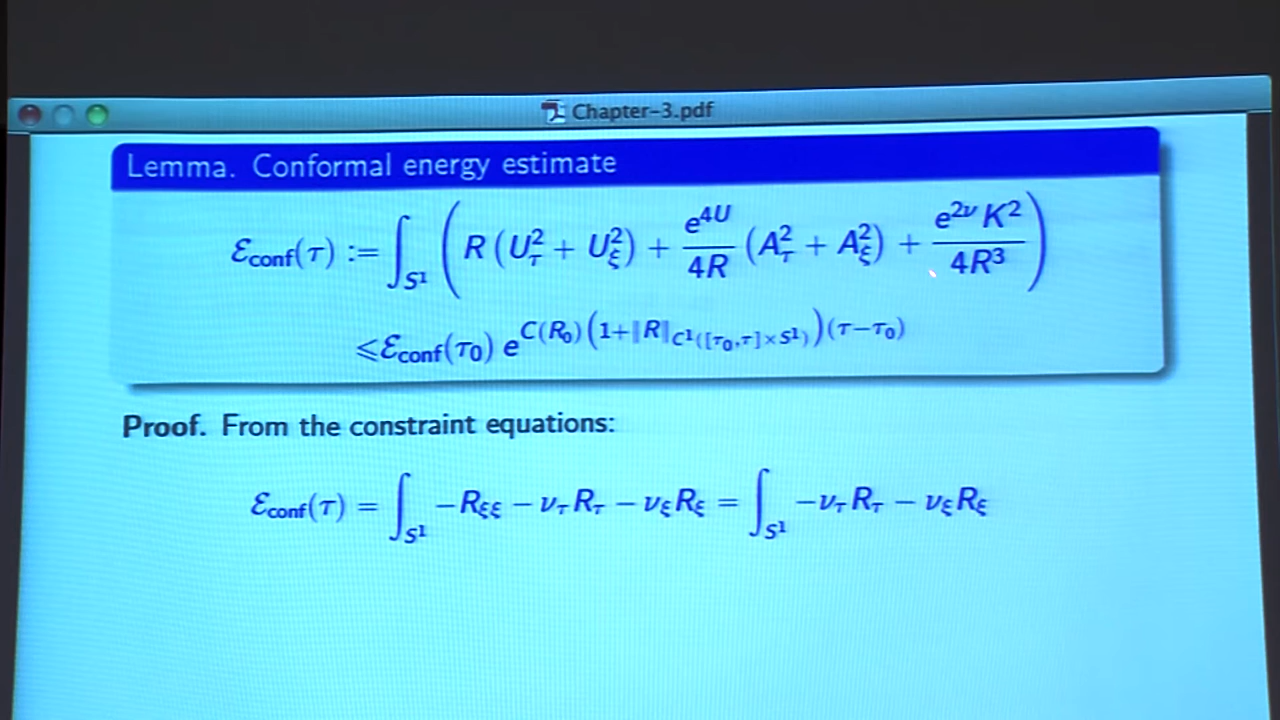 Chapter-3.pdf
Lemma. Conformal energy estimate
ℰ_conf(τ) := ∫_{S¹} ( R (U_τ² + U_ξ²) + e^{4U}/4R (A_τ² + A_ξ²) + e^{2ν} K²/4R³ )
⩽ ℰ_conf(τ₀) e^{C(R₀)(1+‖R‖_{C¹([τ₀,τ]×S¹)})(τ−τ₀)}
Proof. From the constraint equations:
ℰ_conf(τ) = ∫_{S¹} −R_{ξξ} − ν_τ R_τ − ν_ξ R_ξ = ∫_{S¹} −ν_τ R_τ − ν_ξ R_ξ